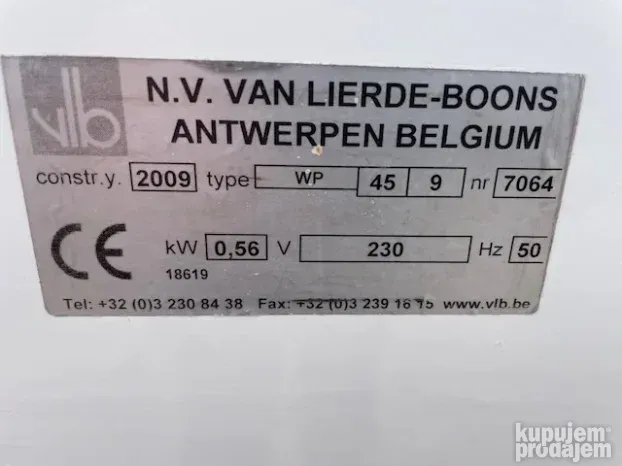 vlb
N.V. VAN LIERDE-BOONS
ANTWERPEN BELGIUM
constr.y. 2009 type WP 45 9 nr 7064
CE kW 0,56 V 230 Hz 50
18619
Tel: +32 (0)3 230 84 38 Fax: +32 (0)3 239 16 15 www.vlb.be
kupujem
prodajem